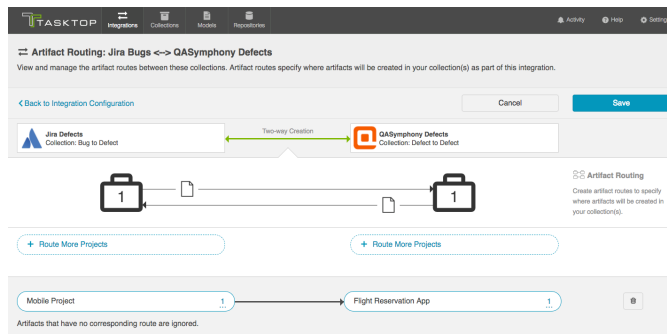 TASKTOP
Integrations
Collections
Models
Repositories
Activity
Help
Setting
Artifact Routing: Jira Bugs <--> QASymphony Defects
View and manage the artifact routes between these collections. Artifact routes specify where artifacts will be created in your collection(s) as part of this integration.
Back to Integration Configuration
Cancel
Save
Jira Defects
Collection: Bug to Defect
Two-way Creation
QASymphony Defects
Collection: Defect to Defect
1
1
Artifact Routing
Create artifact routes to specify
where artifacts will be created in
your collection(s).
+ Route More Projects
+ Route More Projects
Mobile Project
1
Flight Reservation App
1
Artifacts that have no corresponding route are ignored.